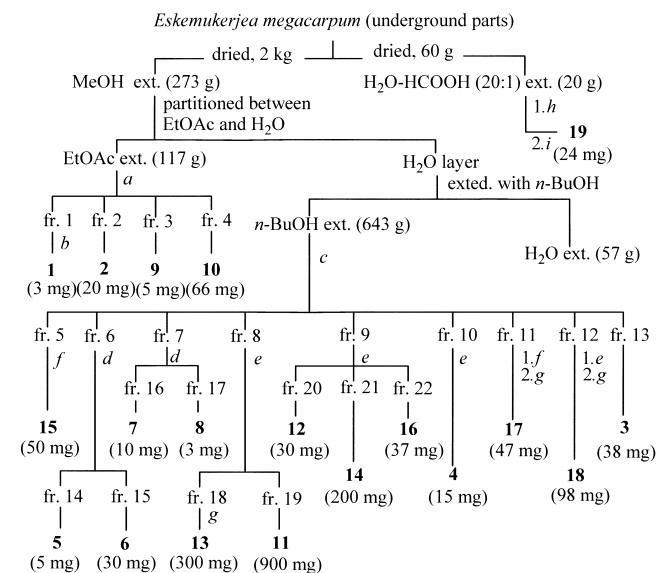 Eskemukerjea megacarpum (underground parts)
dried, 2 kg dried, 60 g
MeOH ext. (273 g) H2O-HCOOH (20:1) ext. (20 g)
partitioned between 1.h
EtOAc and H2O 2.i 19
(24 mg)
EtOAc ext. (117 g) H2O layer
a exted. with n-BuOH
fr. 1 fr. 2 fr. 3 fr. 4 n-BuOH ext. (643 g)
b c H2O ext. (57 g)
1 2 9 10
(3 mg) (20 mg) (5 mg) (66 mg)
fr. 5 fr. 6 fr. 7 fr. 8 fr. 9 fr. 10 fr. 11 fr. 12 fr. 13
f d d e e e 1.f 1.e
2.g 2.g
fr. 16 fr. 17 fr. 20 fr. 21 fr. 22
15 7 8 12 16 17 3
(50 mg) (10 mg) (3 mg) (30 mg) (37 mg) (47 mg) (38 mg)
14 4 18
(200 mg) (15 mg) (98 mg)
fr. 14 fr. 15 fr. 18 fr. 19
g
5 6 13 11
(5 mg) (30 mg) (300 mg) (900 mg)